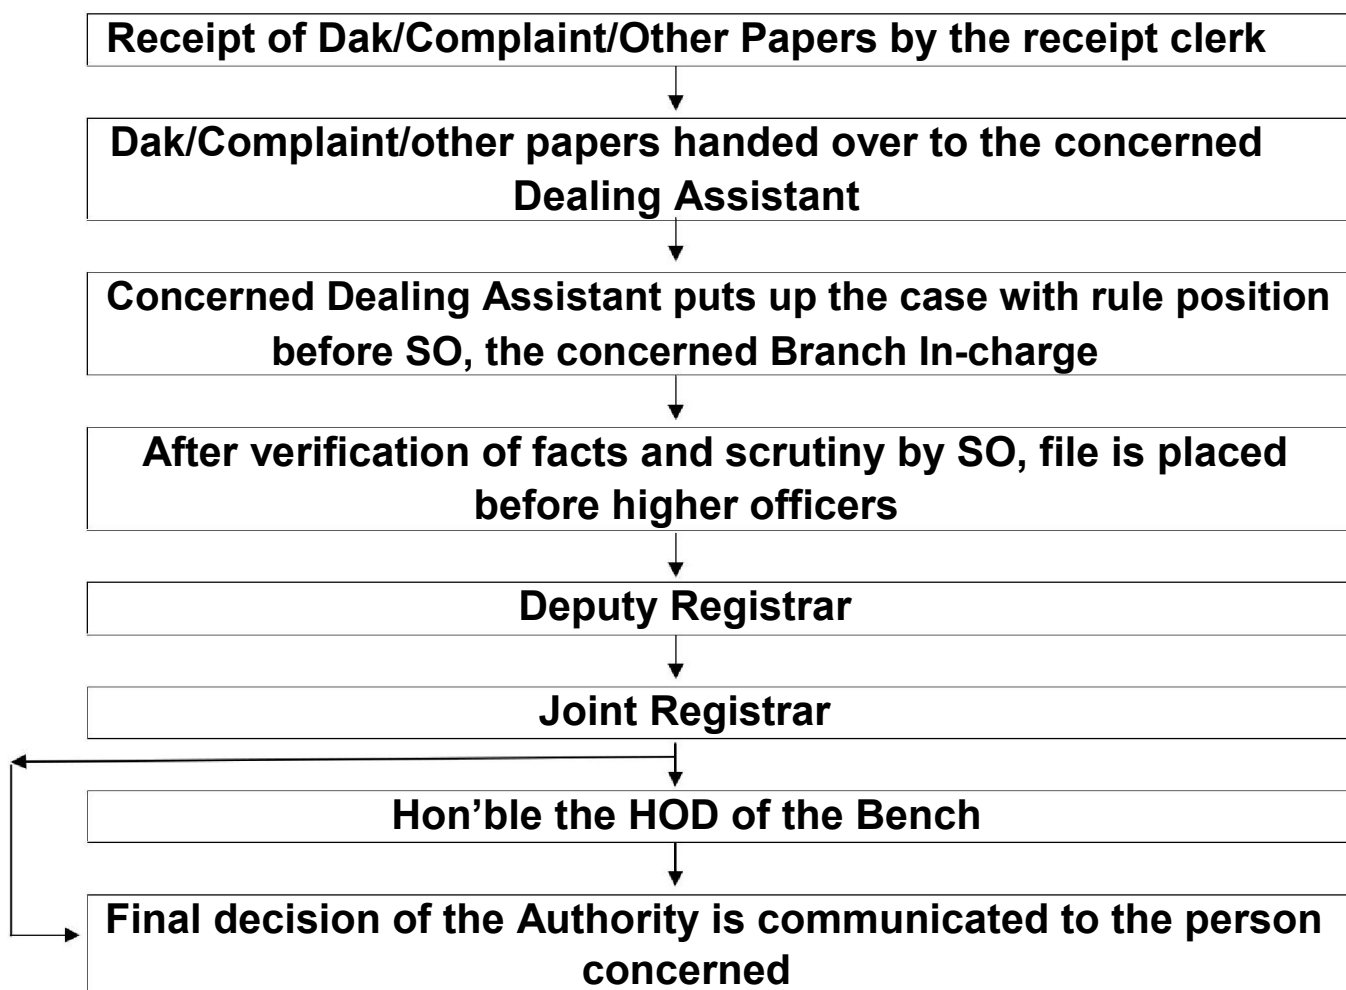 Receipt of Dak/Complaint/Other Papers by the receipt clerk
Dak/Complaint/other papers handed over to the concerned
Dealing Assistant
Concerned Dealing Assistant puts up the case with rule position
before SO, the concerned Branch In-charge
After verification of facts and scrutiny by SO, file is placed
before higher officers
Deputy Registrar
Joint Registrar
Hon’ble the HOD of the Bench
Final decision of the Authority is communicated to the person
concerned